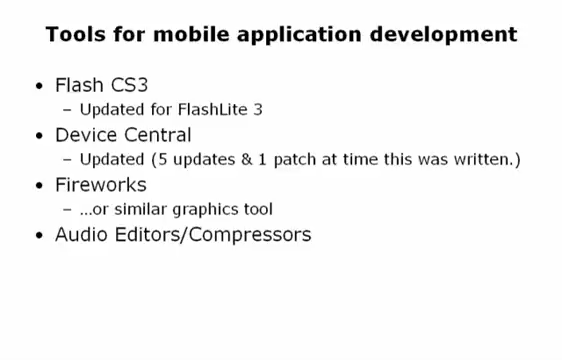 Tools for mobile application development
• Flash CS3
– Updated for FlashLite 3
• Device Central
– Updated (5 updates & 1 patch at time this was written.)
• Fireworks
– ...or similar graphics tool
• Audio Editors/Compressors